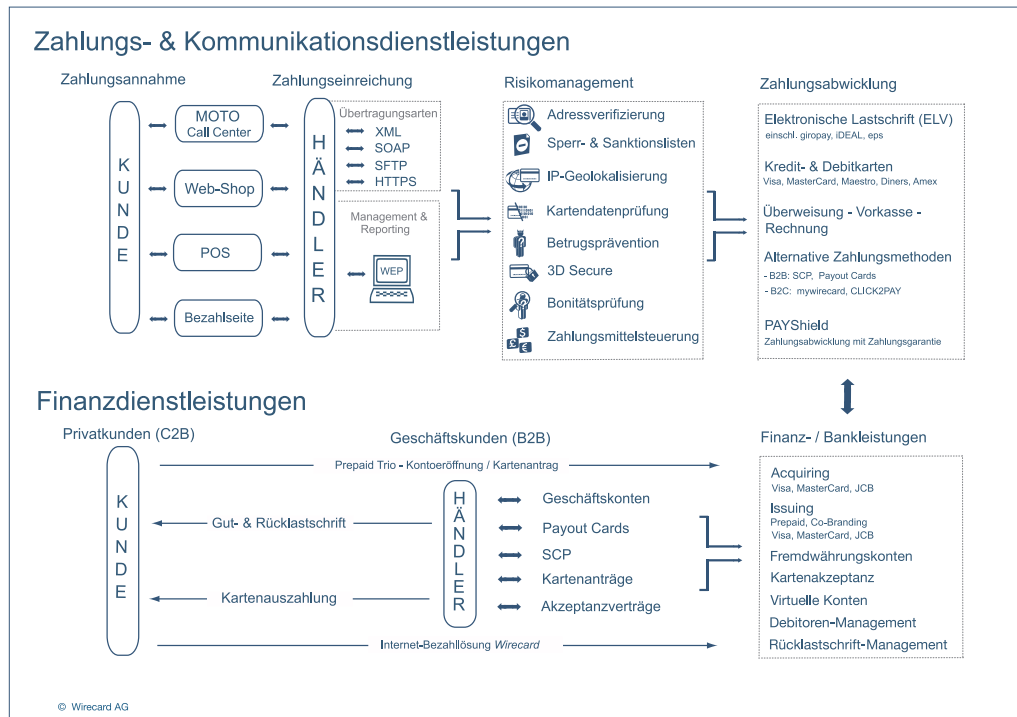 Zahlungs- & Kommunikationsdienstleistungen
Zahlungsannahme
Zahlungseinreichung
Risikomanagement
Zahlungsabwicklung
KUNDE
MOTO
Call Center
Web-Shop
POS
Bezahlseite
HÄNDLER
Übertragungsarten
XML
SOAP
SFTP
HTTPS
Management &
Reporting
WEP
Adressverifizierung
Sperr- & Sanktionslisten
IP-Geolokalisierung
Kartendatenprüfung
Betrugsprävention
3D Secure
Bonitätsprüfung
$
£
€
Zahlungsmittelsteuerung
Elektronische Lastschrift (ELV)
einschl. giropay, iDEAL, eps
Kredit- & Debitkarten
Visa, MasterCard, Maestro, Diners, Amex
Überweisung - Vorkasse -
Rechnung
Alternative Zahlungsmethoden
- B2B: SCP, Payout Cards
- B2C: mywirecard, CLICK2PAY
PAYShield
Zahlungsabwicklung mit Zahlungsgarantie
Finanzdienstleistungen
Privatkunden (C2B)
Geschäftskunden (B2B)
Finanz- / Bankleistungen
KUNDE
Prepaid Trio - Kontoeröffnung / Kartenantrag
Gut- & Rücklastschrift
Kartenauszahlung
Internet-Bezahllösung Wirecard
HÄNDLER
Geschäftskonten
Payout Cards
SCP
Kartenanträge
Akzeptanzverträge
Acquiring
Visa, MasterCard, JCB
Issuing
Prepaid, Co-Branding
Visa, MasterCard, JCB
Fremdwährungskonten
Kartenakzeptanz
Virtuelle Konten
Debitoren-Management
Rücklastschrift-Management
© Wirecard AG